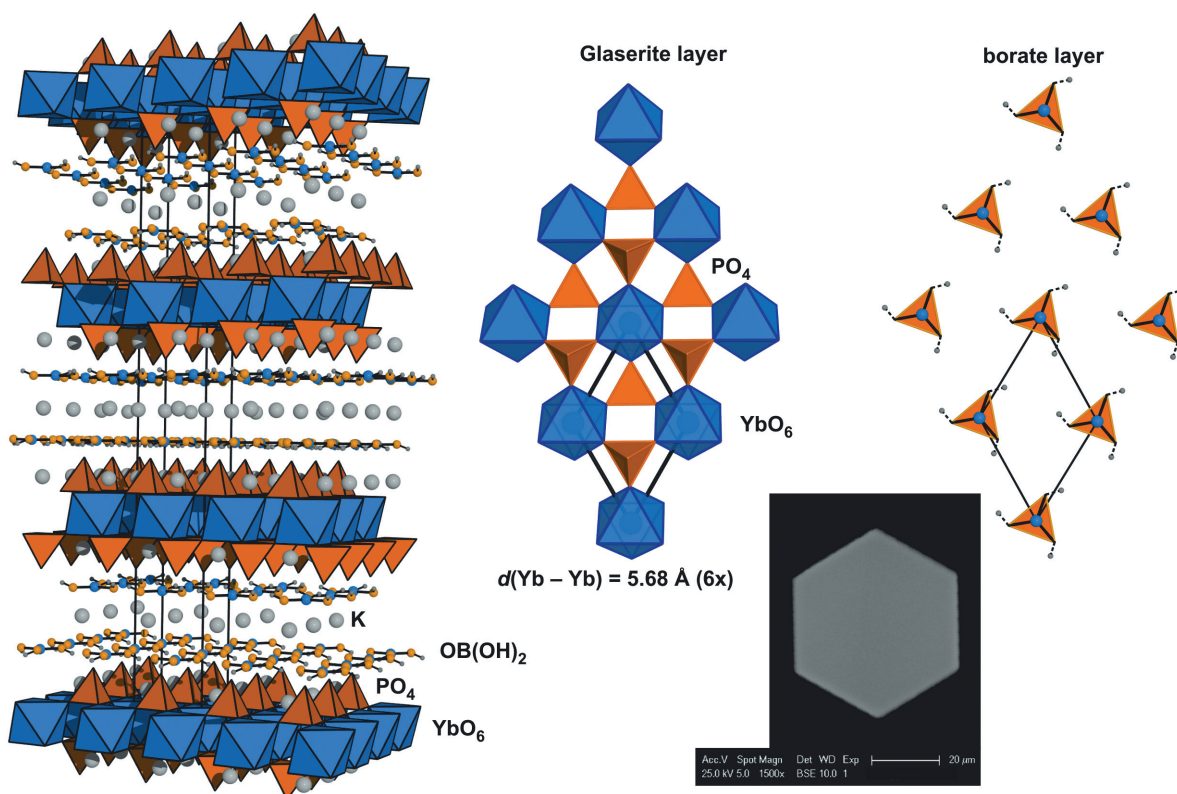 Glaserite layer
borate layer
PO4
YbO6
d(Yb – Yb) = 5.68 Å (6x)
K
OB(OH)2
PO4
YbO6
Acc.V Spot Magn Det WD Exp
25.0 kV 5.0 1500x BSE 10.0 1
20 µm